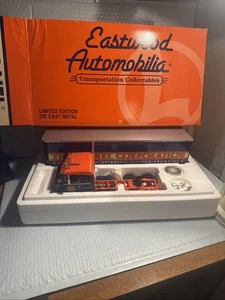 Eastwood
Automobilia®
Transportation Collectables
LIMITED EDITION
DIE CAST METAL